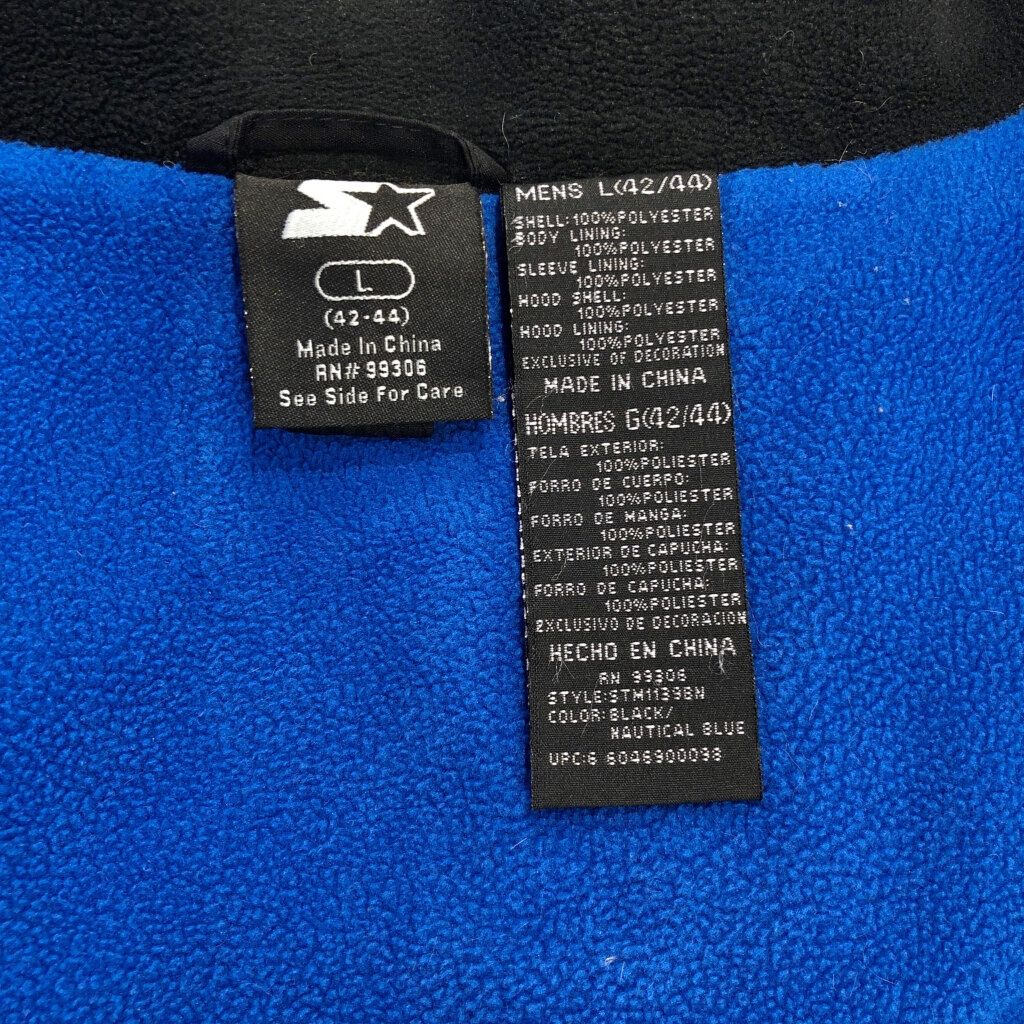 L
(42-44)
Made In China
RN# 99306
See Side For Care
MENS L(42/44)
SHELL:100%POLYESTER
BODY LINING:
100%POLYESTER
SLEEVE LINING:
100%POLYESTER
HOOD SHELL:
100%POLYESTER
HOOD LINING:
100%POLYESTER
EXCLUSIVE OF DECORATION
MADE IN CHINA
HOMBRES G(42/44)
TELA EXTERIOR:
100%POLIESTER
FORRO DE CUERPO:
100%POLIESTER
FORRO DE MANGA:
100%POLIESTER
EXTERIOR DE CAPUCHA:
100%POLIESTER
FORRO DE CAPUCHA:
100%POLIESTER
EXCLUSIVO DE DECORACION
HECHO EN CHINA
RN 99306
STYLE:STM1139BN
COLOR:BLACK/
NAUTICAL BLUE